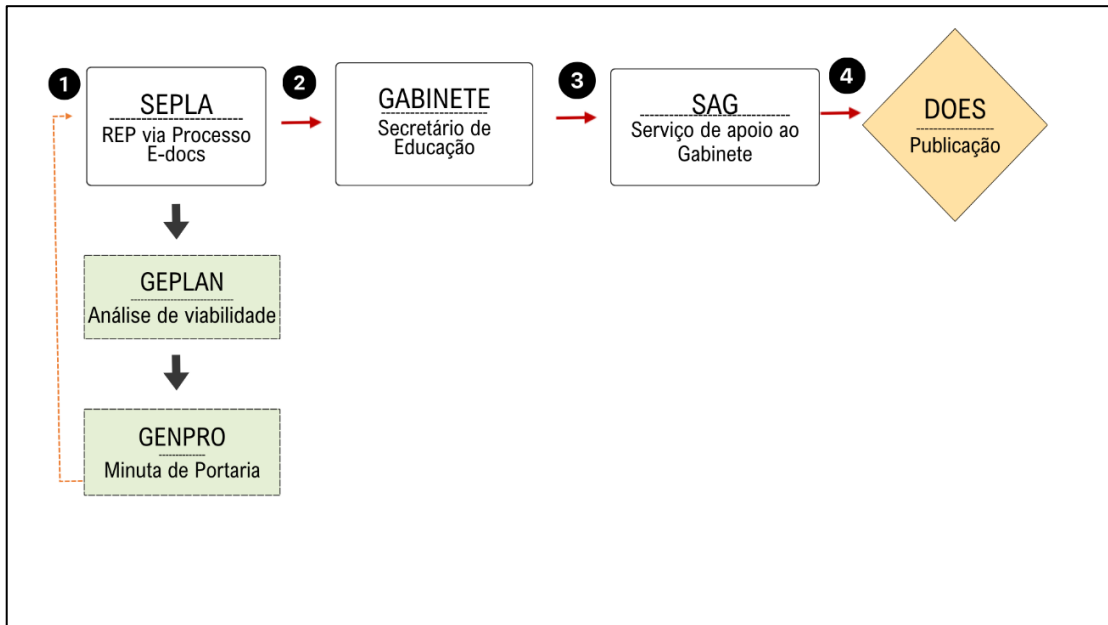 1
SEPLA
REP via Processo
E-docs
2
GABINETE
Secretário de
Educação
3
SAG
Serviço de apoio ao
Gabinete
4
DOES
Publicação
GEPLAN
Análise de viabilidade
GENPRO
Minuta de Portaria